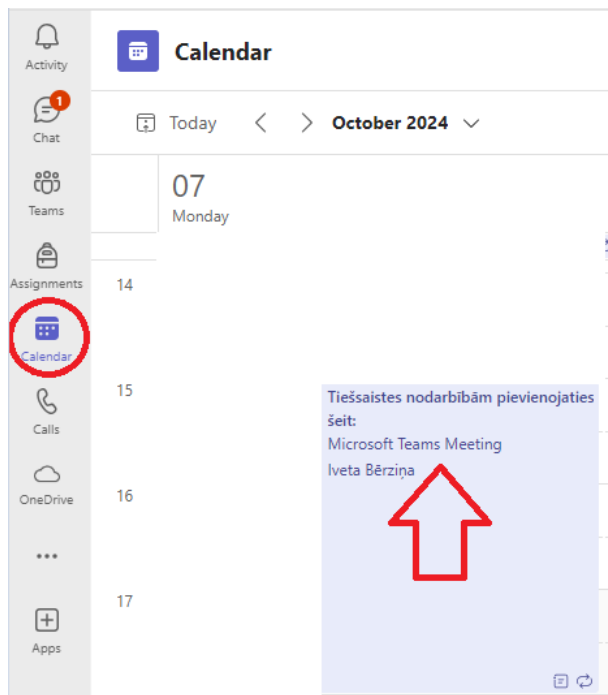 Activity
Calendar
1
Chat
Today
October 2024
Teams
07
Monday
Assignments
14
Calendar
15
Tiešsaistes nodarbībām pievienojaties
šeit:
Microsoft Teams Meeting
Iveta Bērziņa
Calls
OneDrive
16
17
Apps